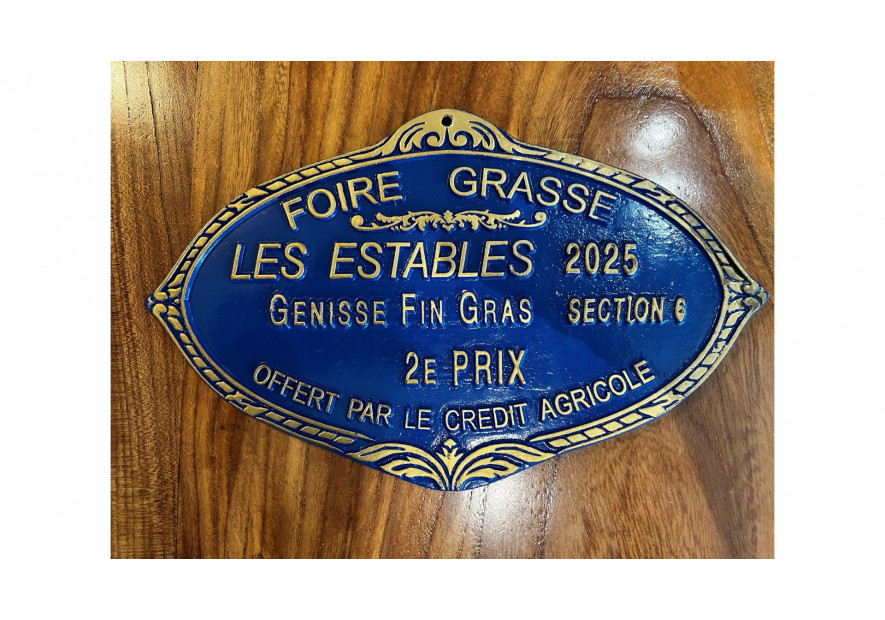 FOIRE GRASSE
LES ESTABLES 2025
GENISSE FIN GRAS SECTION 6
2E PRIX
OFFERT PAR LE CREDIT AGRICOLE